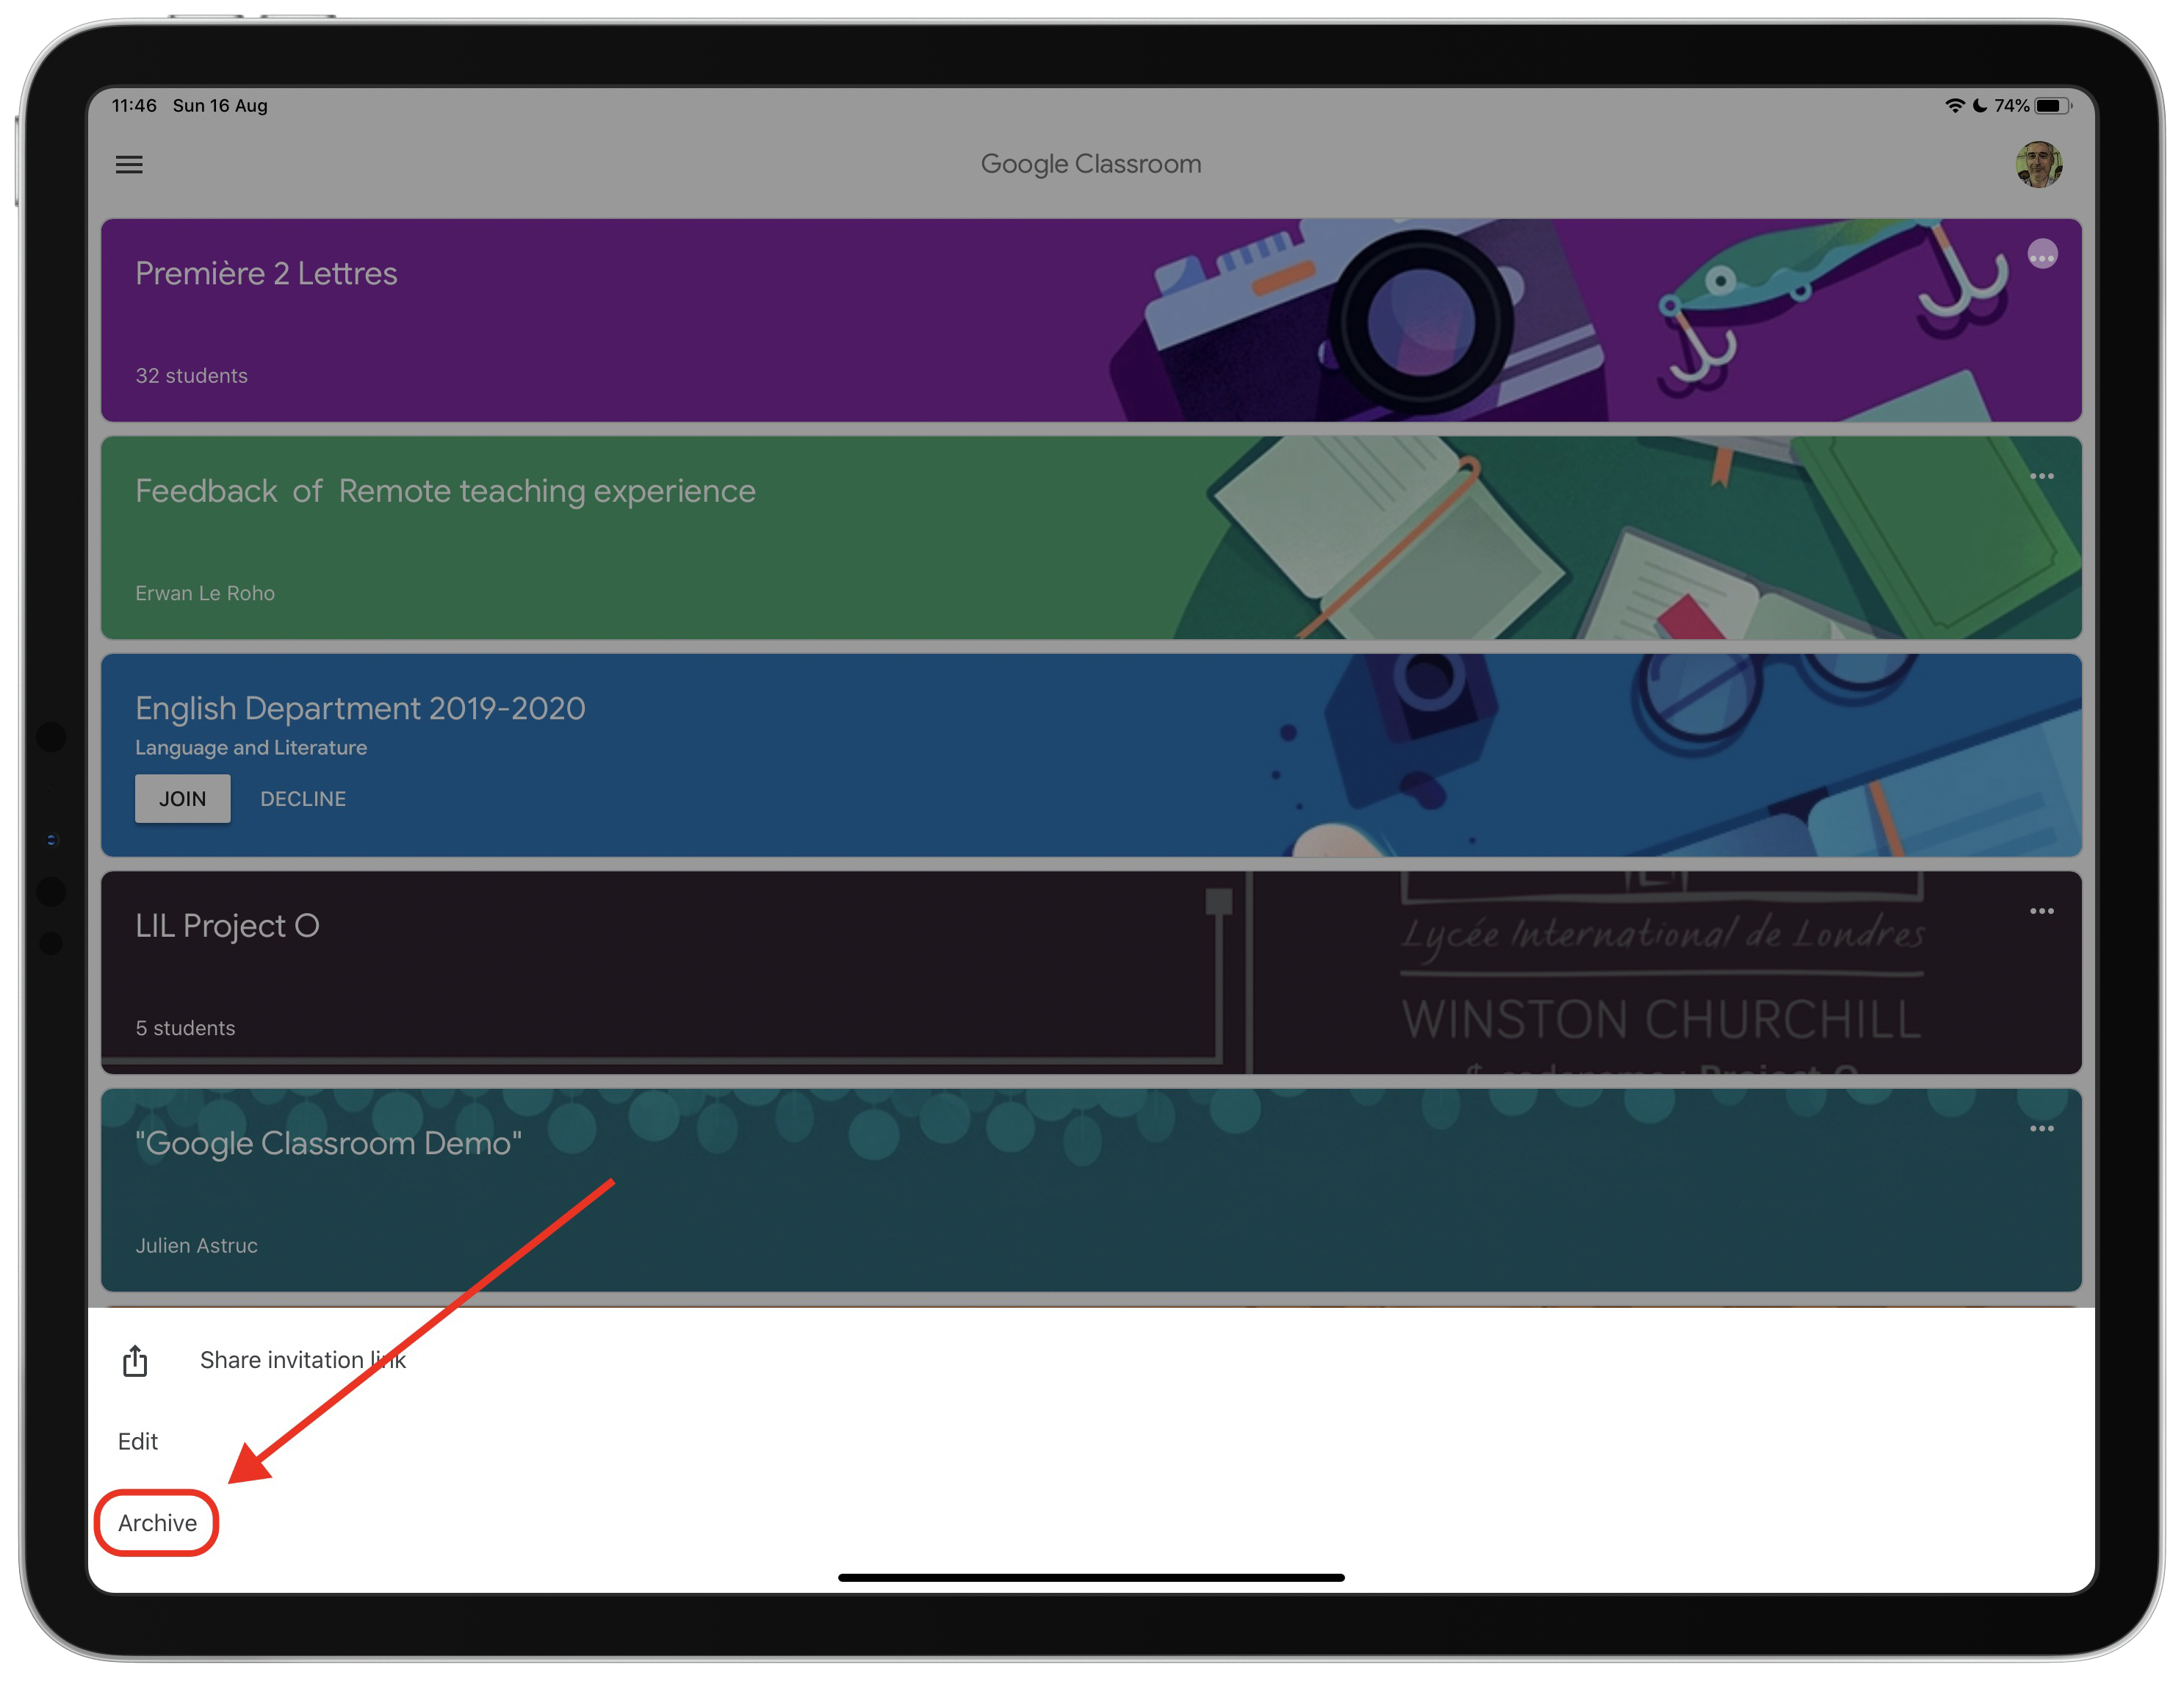 11:46 Sun 16 Aug
74%
Google Classroom
Première 2 Lettres
32 students
Feedback of Remote teaching experience
Erwan Le Roho
English Department 2019-2020
Language and Literature
JOIN DECLINE
LIL Project O
5 students
Lycée International de Londres
WINSTON CHURCHILL
codename : Project O
"Google Classroom Demo"
Julien Astruc
Share invitation link
Edit
Archive